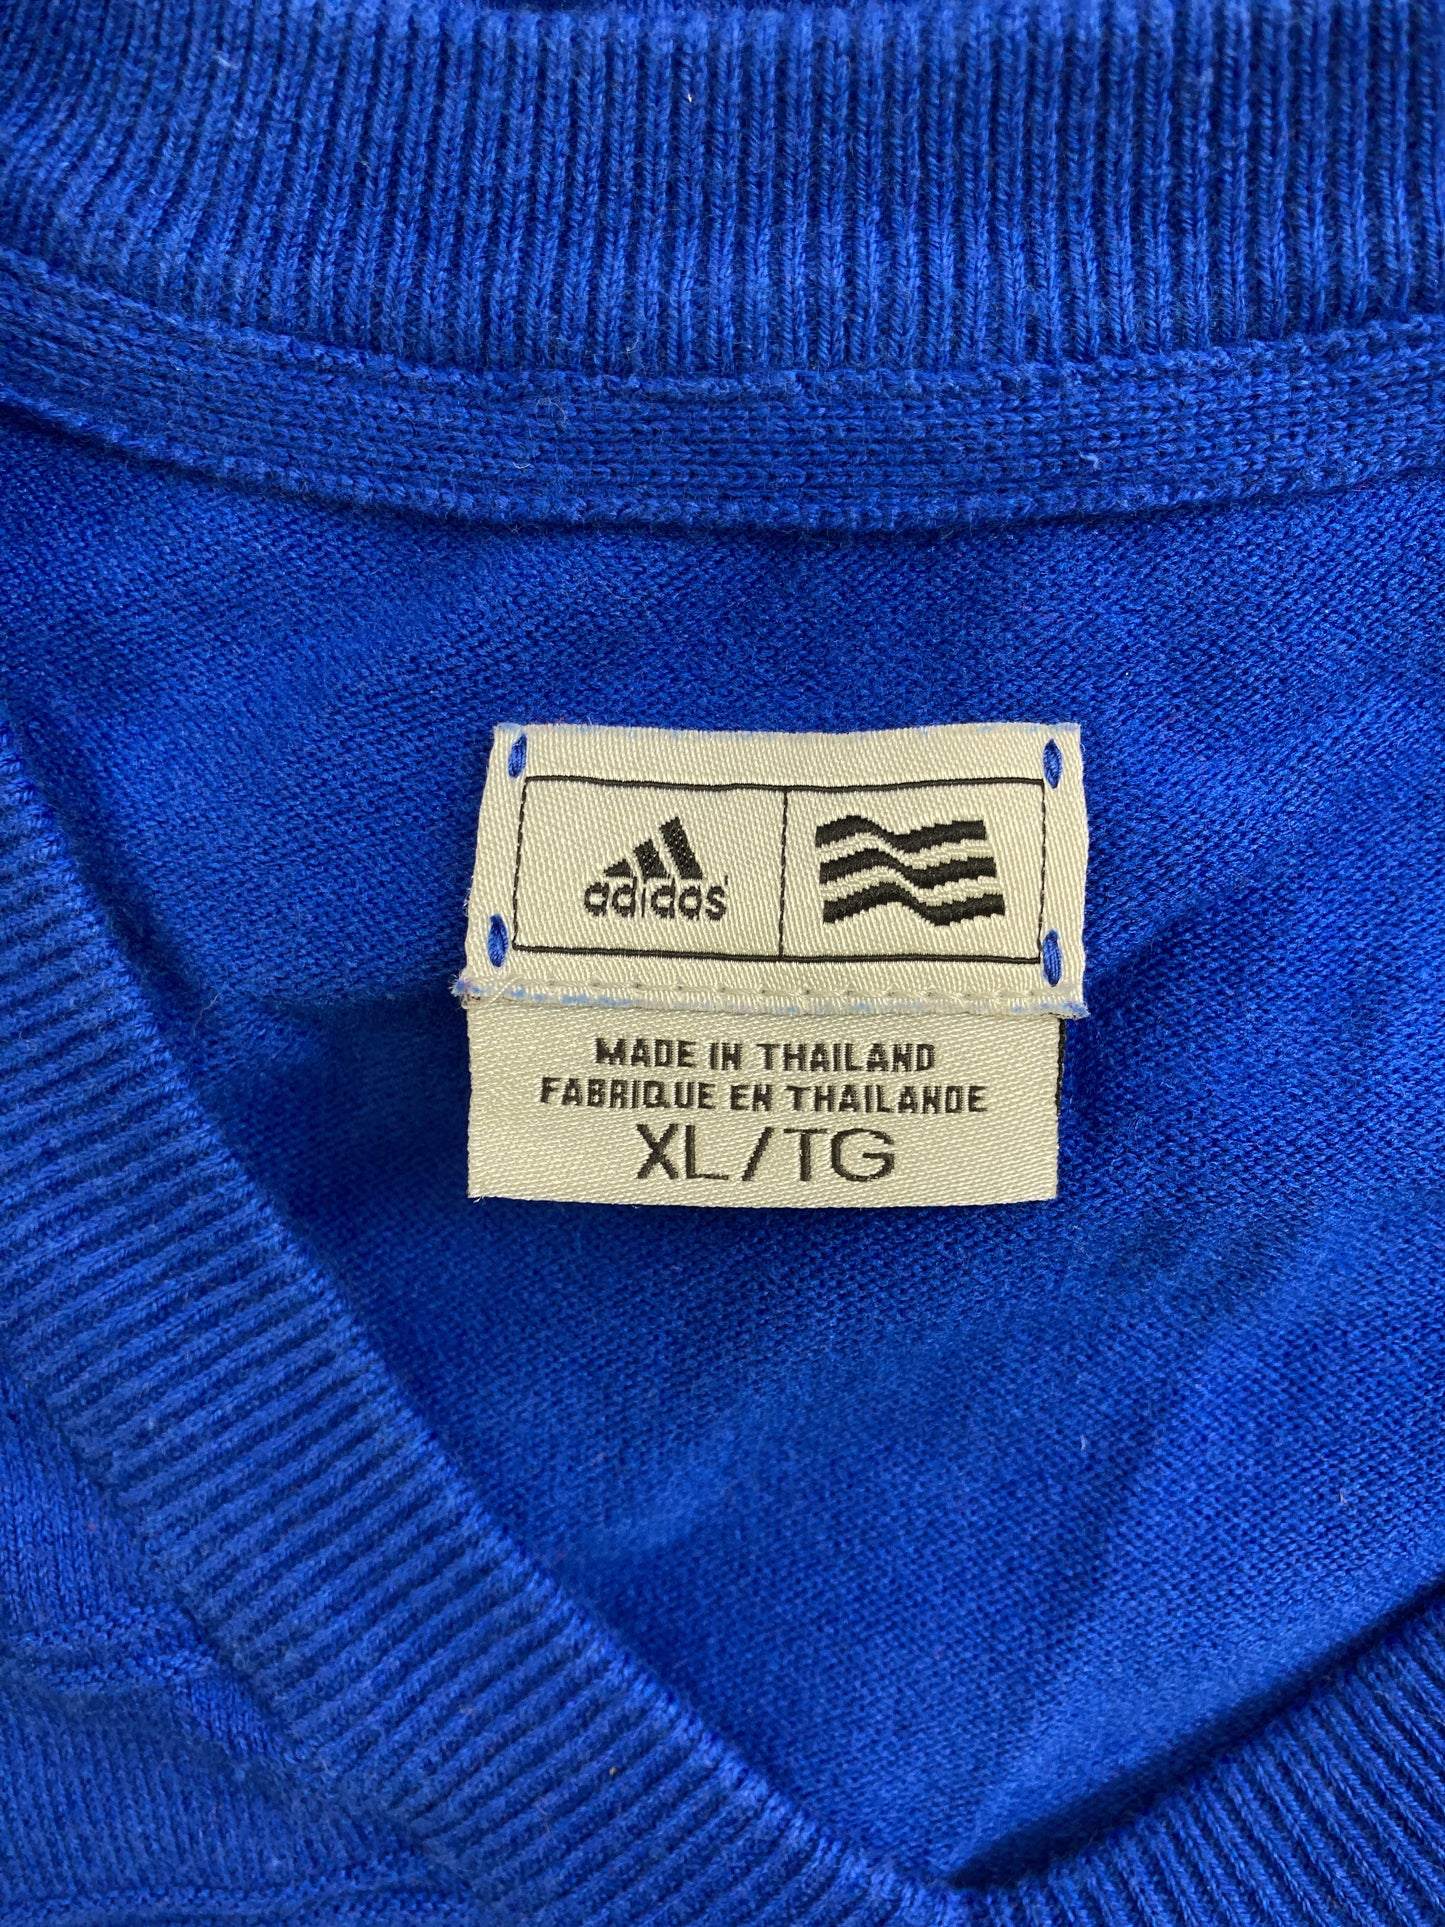 adidas
MADE IN THAILAND
FABRIQUE EN THAILANDE
XL/TG